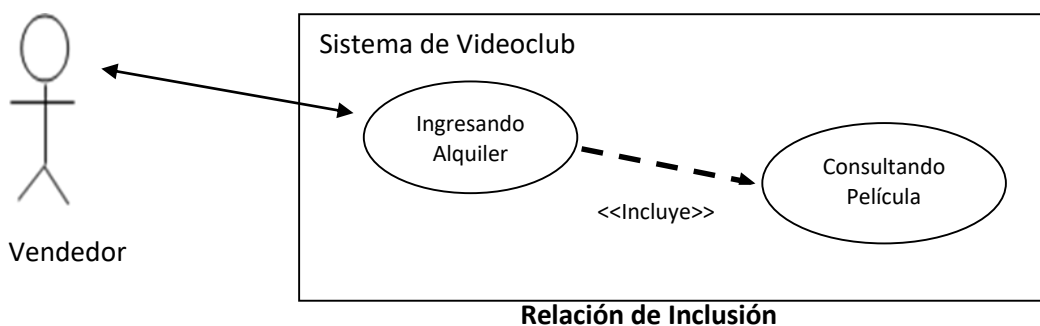 Sistema de Videoclub
Ingresando
Alquiler
Consultando
Película
<<Incluye>>
Vendedor
Relación de Inclusión